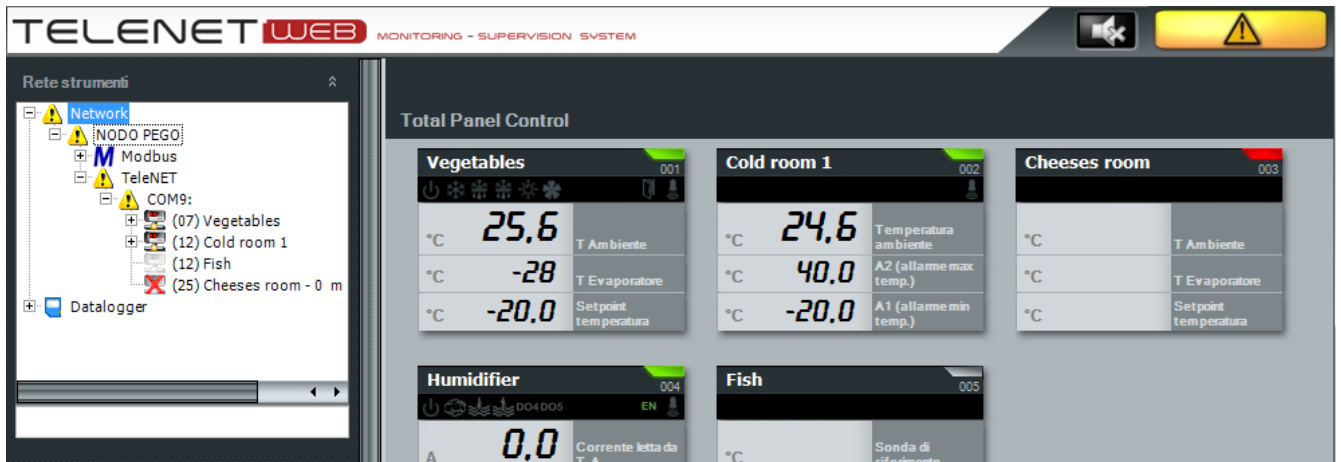 TELENET WEB MONITORING - SUPERVISION SYSTEM
Rete strumenti
Network
NODO PEGO
Modbus
TeleNET
COM9:
(07) Vegetables
(12) Cold room 1
(12) Fish
(25) Cheeses room - 0 m
Datalogger
Total Panel Control
Vegetables 001
°C 25,6 T Ambiente
°C -28 T Evaporatore
°C -20,0 Setpoint
temperatura
Cold room 1 002
°C 24,6 Temperatura
ambiente
°C 40,0 A2 (allarme max
temp.)
°C -20,0 A1 (allarme min
temp.)
Cheeses room 003
°C T Ambiente
°C T Evaporatore
°C Setpoint
temperatura
Humidifier 004
DO4 DO5 EN
A 0,0 Corrente letta da
T.A.
Fish 005
°C Sonda di
riferimento